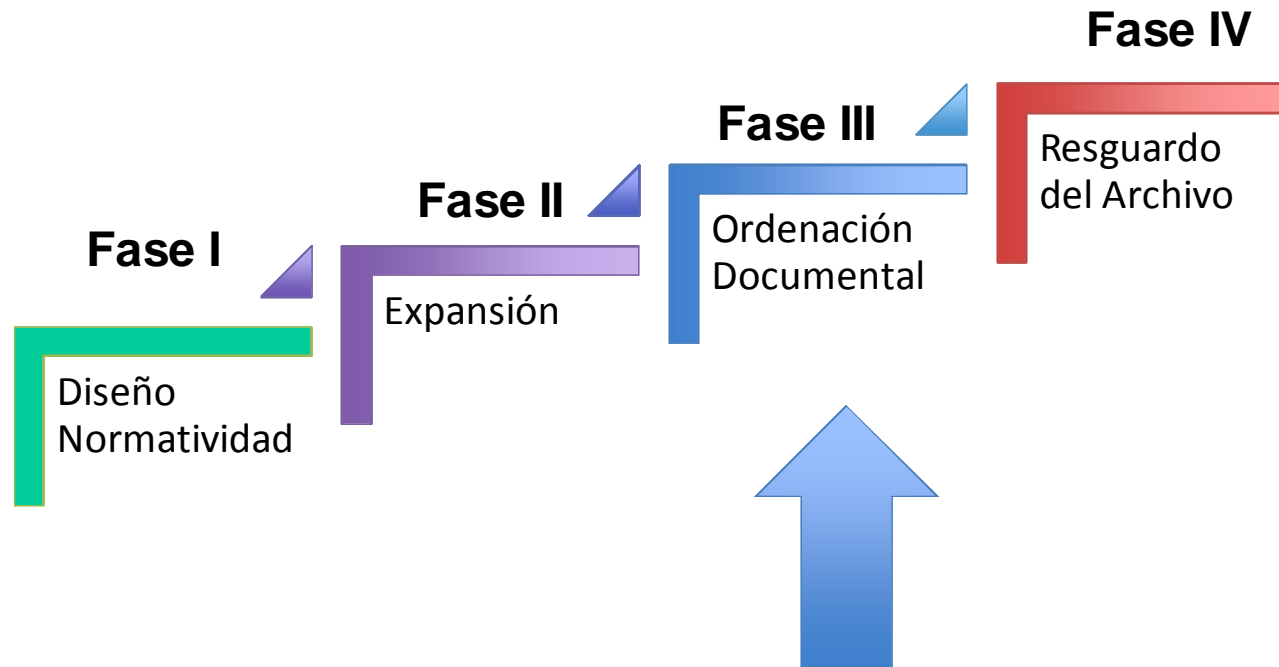 Fase I
Diseño
Normatividad
Fase II
Expansión
Fase III
Ordenación
Documental
Fase IV
Resguardo
del Archivo